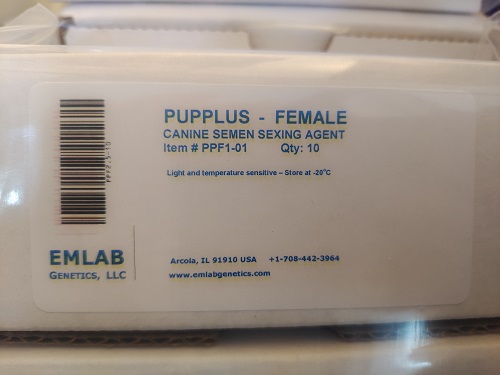 PUPPLUS - FEMALE
CANINE SEMEN SEXING AGENT
Item # PPF1-01 Qty: 10
Light and temperature sensitive – Store at -20°C
EMLAB
GENETICS, LLC
Arcola, IL 91910 USA +1-708-442-3964
www.emlabgenetics.com